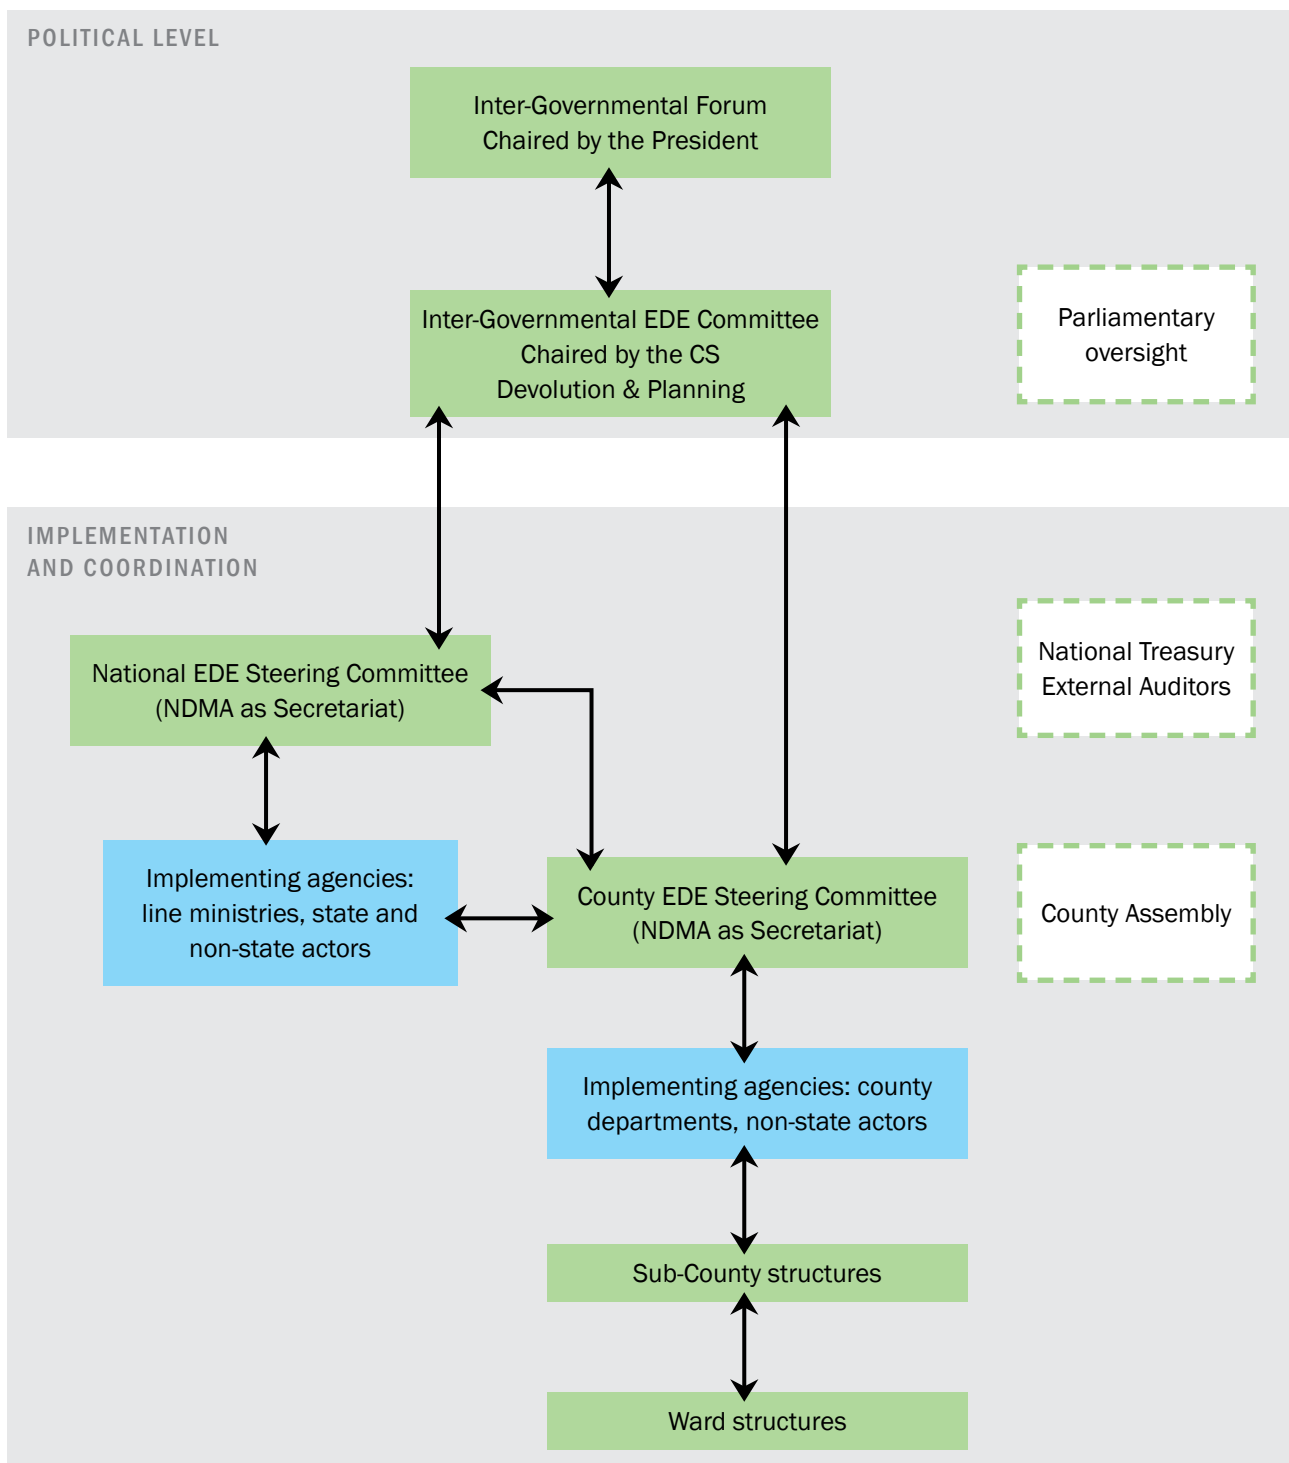 POLITICAL LEVEL
Inter-Governmental Forum
Chaired by the President
Inter-Governmental EDE Committee
Chaired by the CS
Devolution & Planning
Parliamentary
oversight
IMPLEMENTATION
AND COORDINATION
National EDE Steering Committee
(NDMA as Secretariat)
National Treasury
External Auditors
Implementing agencies:
line ministries, state and
non-state actors
County EDE Steering Committee
(NDMA as Secretariat)
County Assembly
Implementing agencies: county
departments, non-state actors
Sub-County structures
Ward structures